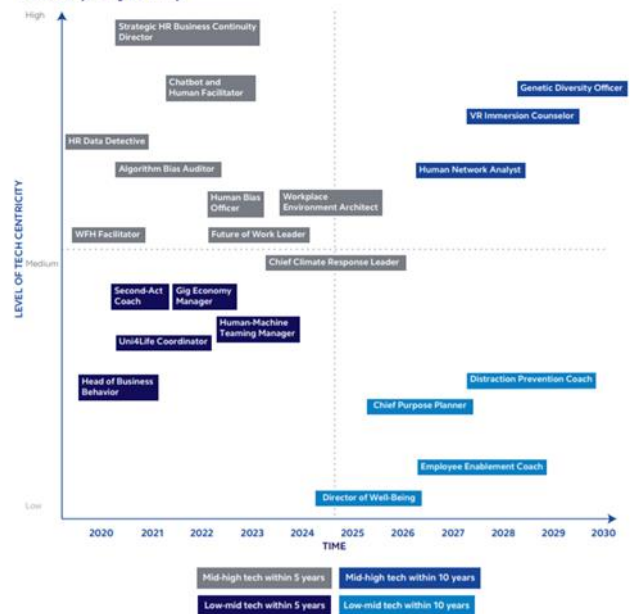 High
Strategic HR Business Continuity
Director
Chatbot and
Human Facilitator
Genetic Diversity Officer
VR Immersion Counselor
HR Data Detective
Algorithm Bias Auditor
Human Network Analyst
Human Bias
Officer
Workplace
Environment Architect
WFH Facilitator
Future of Work Leader
LEVEL OF TECH CENTRICITY
Medium
Chief Climate Response Leader
Second-Act
Coach
Gig Economy
Manager
Human-Machine
Teaming Manager
Uni4Life Coordinator
Head of Business
Behavior
Distraction Prevention Coach
Chief Purpose Planner
Employee Enablement Coach
Director of Well-Being
Low
2020 2021 2022 2023 2024 2025 2026 2027 2028 2029 2030
TIME
Mid-high tech within 5 years
Mid-high tech within 10 years
Low-mid tech within 5 years
Low-mid tech within 10 years